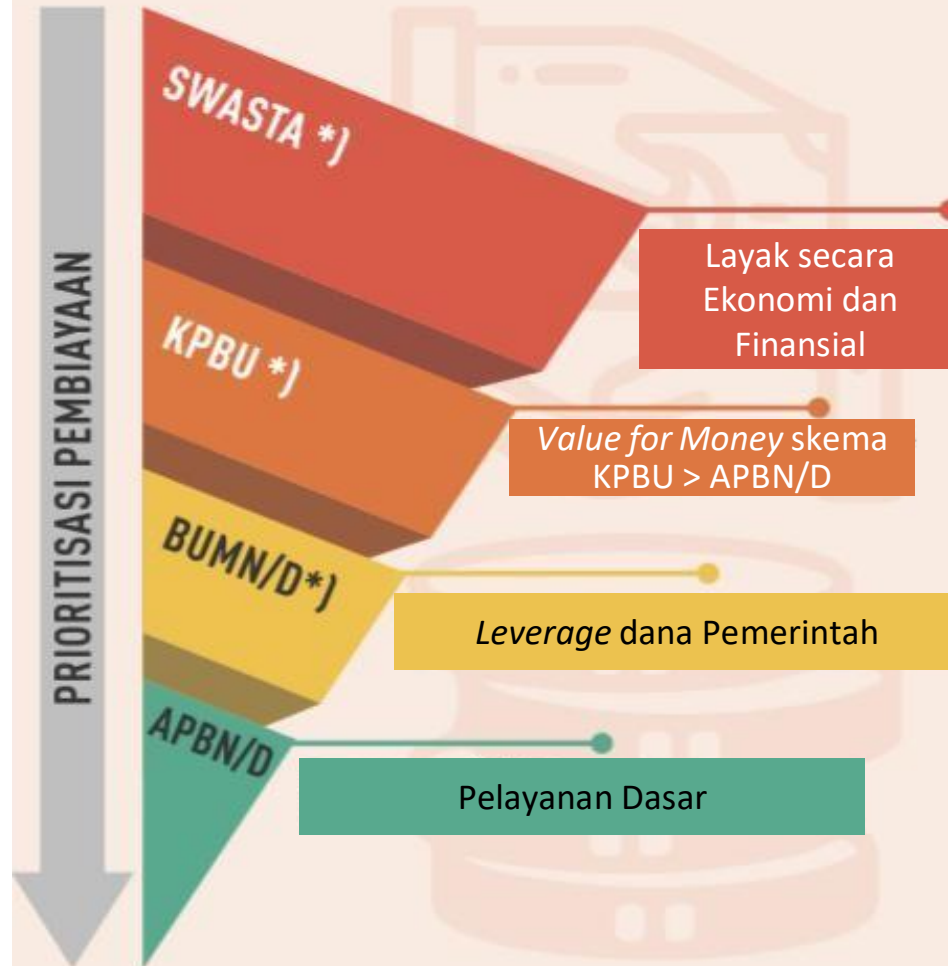 PRIORITISASI PEMBIAYAAN
SWASTA *)
Layak secara
Ekonomi dan
Finansial
KPBU *)
Value for Money skema
KPBU > APBN/D
BUMN/D*)
Leverage dana Pemerintah
APBN/D
Pelayanan Dasar